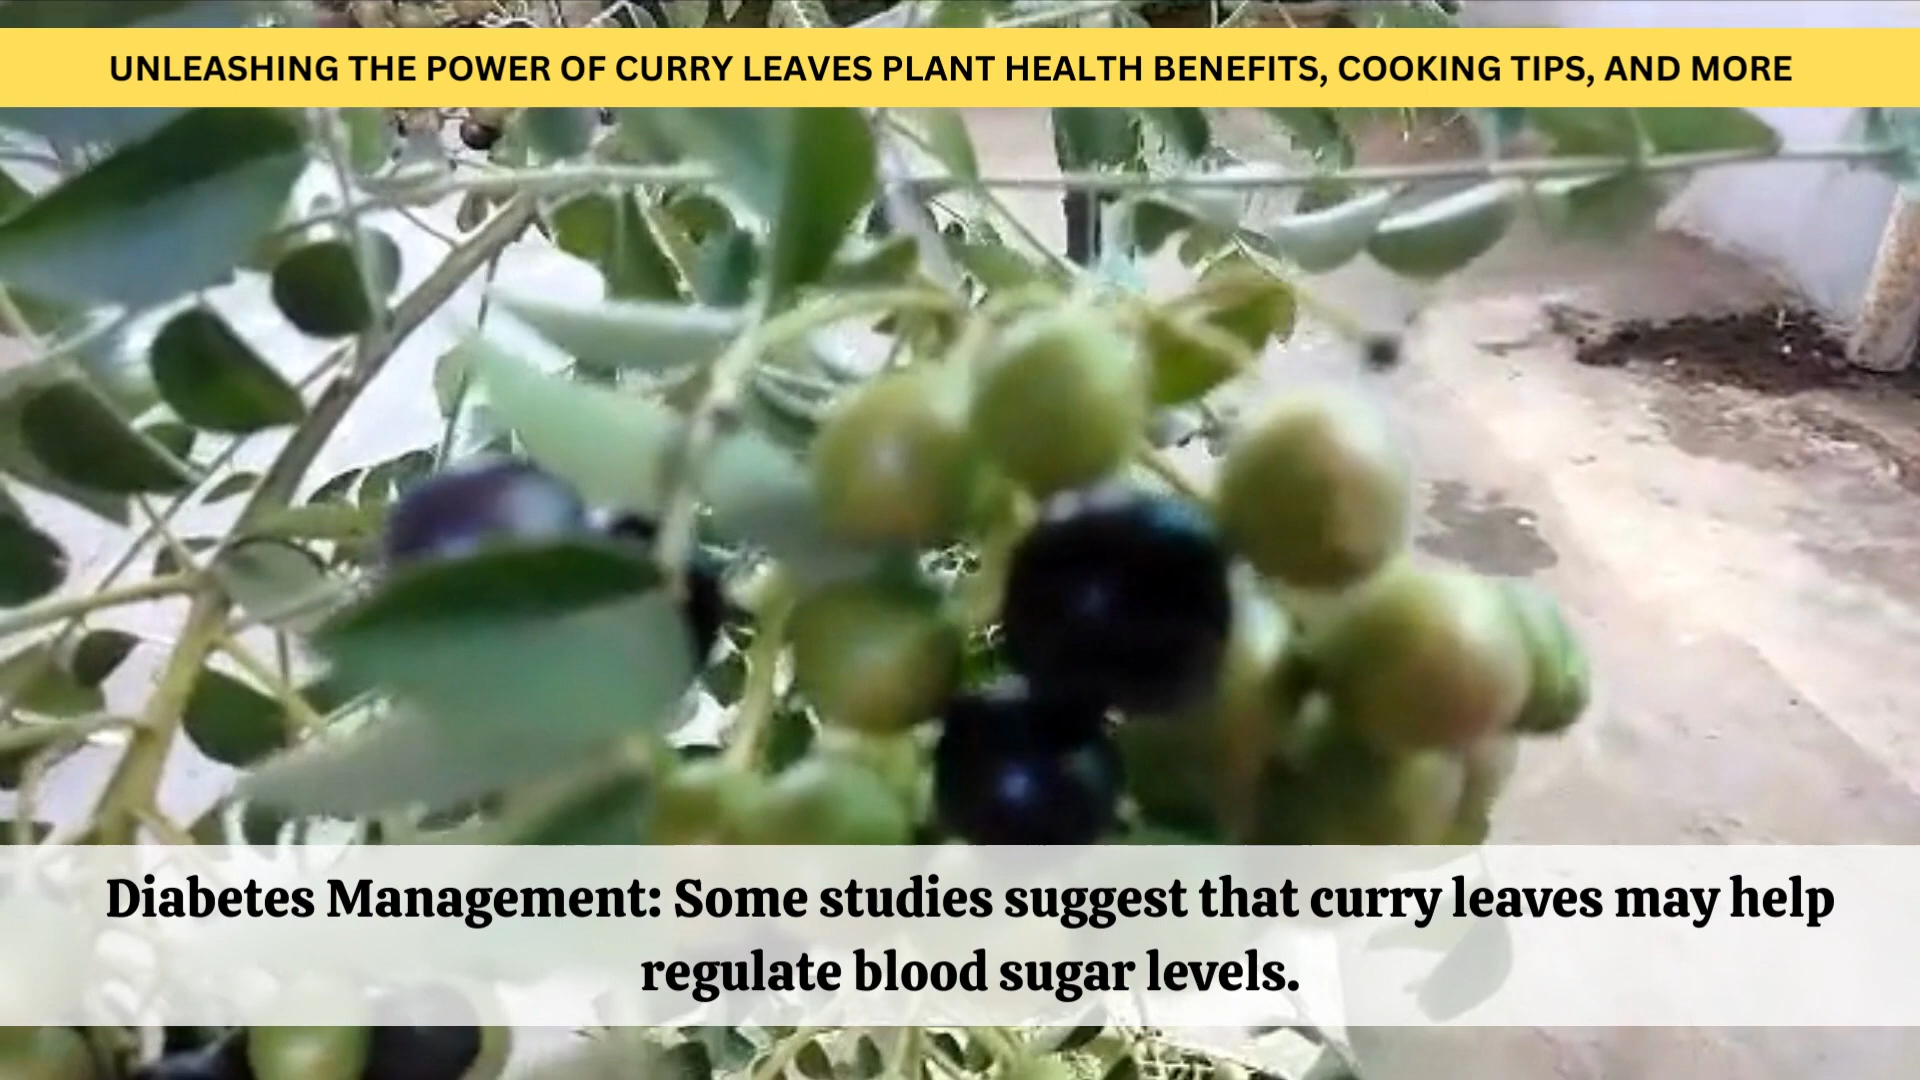 UNLEASHING THE POWER OF CURRY LEAVES PLANT HEALTH BENEFITS, COOKING TIPS, AND MORE
Diabetes Management: Some studies suggest that curry leaves may help
regulate blood sugar levels.